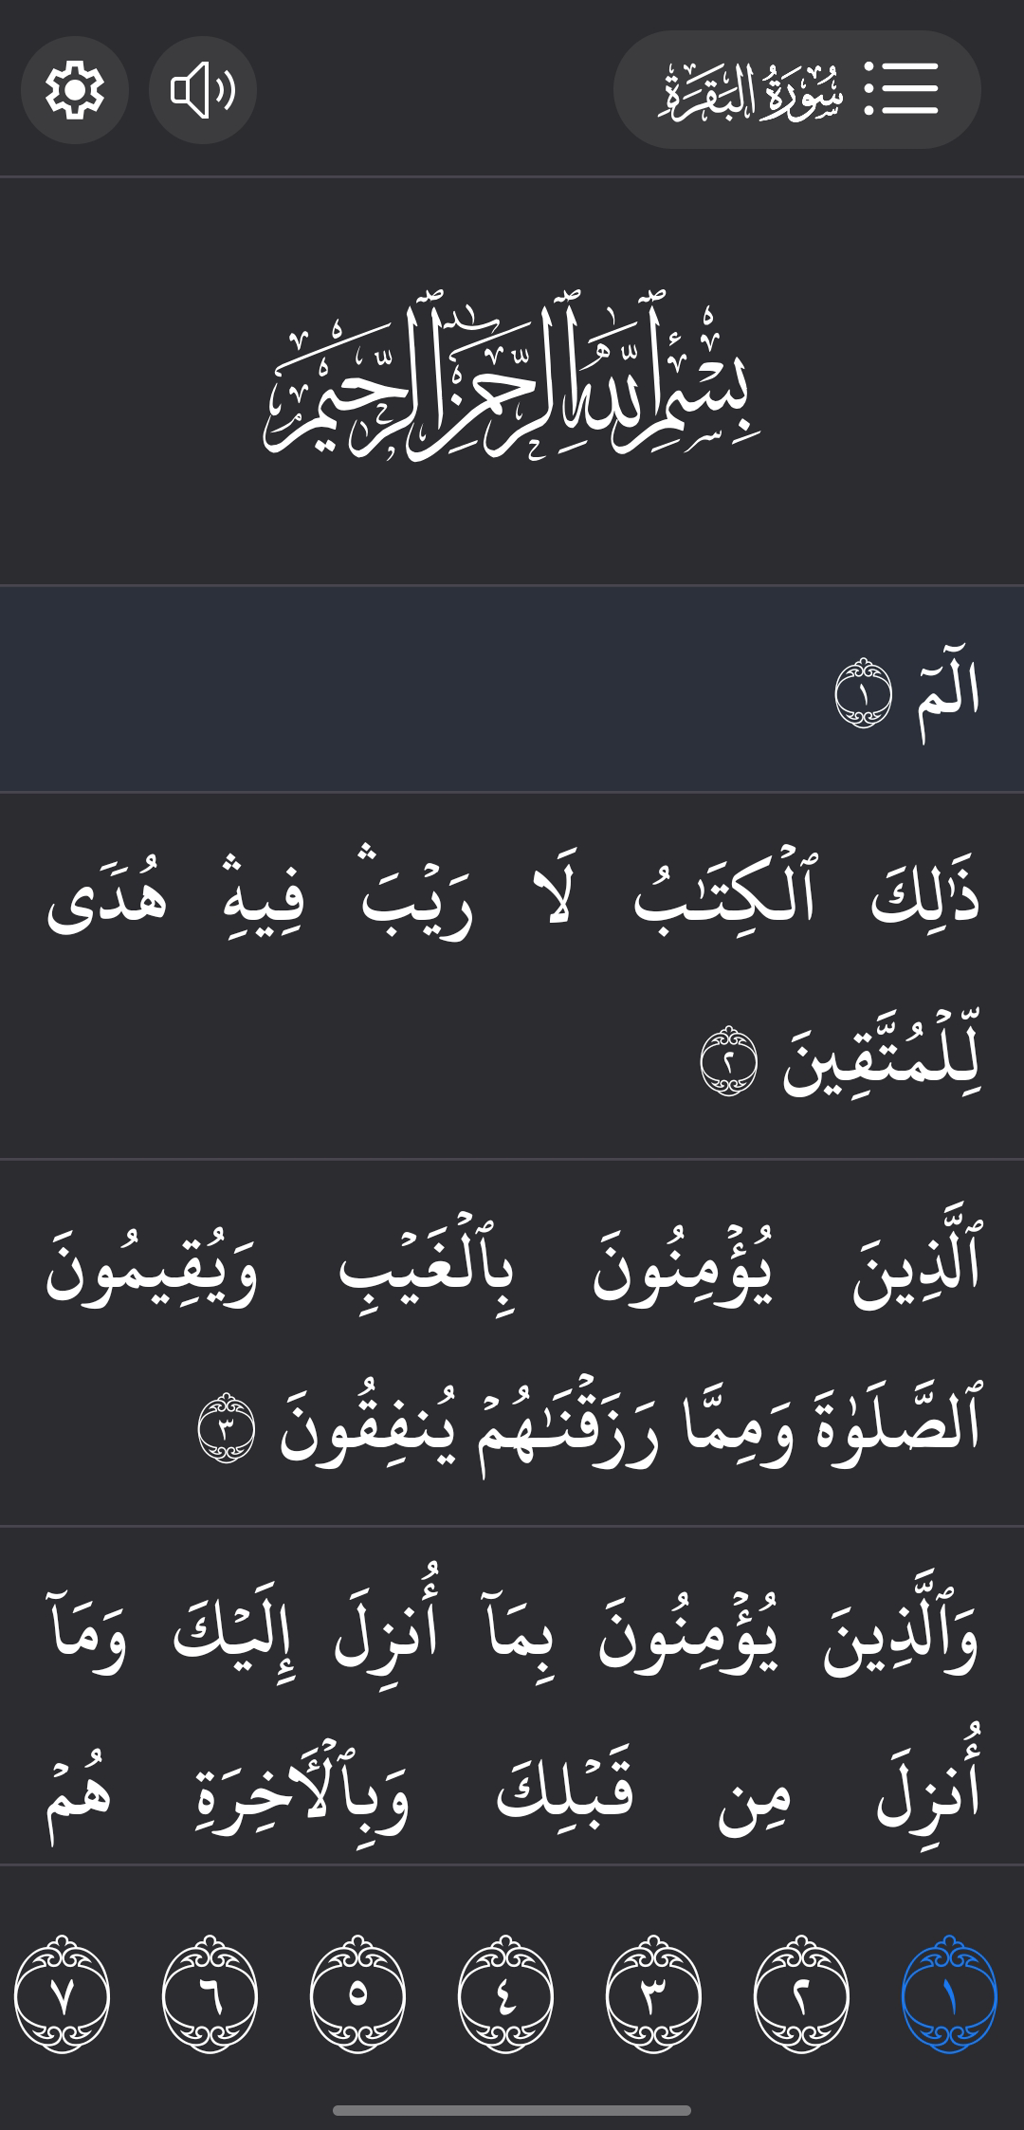 سُورَةُ البَقَرَةِ
بِسۡمِ ٱللَّهِ ٱلرَّحۡمَٰنِ ٱلرَّحِيمِ
الٓمٓ ١
ذَٰلِكَ ٱلۡكِتَٰبُ لَا رَيۡبَۛ فِيهِۛ هُدٗى
لِّلۡمُتَّقِينَ ٢
ٱلَّذِينَ يُؤۡمِنُونَ بِٱلۡغَيۡبِ وَيُقِيمُونَ
ٱلصَّلَوٰةَ وَمِمَّا رَزَقۡنَٰهُمۡ يُنفِقُونَ ٣
وَٱلَّذِينَ يُؤۡمِنُونَ بِمَآ أُنزِلَ إِلَيۡكَ وَمَآ
أُنزِلَ مِن قَبۡلِكَ وَبِٱلۡأٓخِرَةِ هُمۡ
١ ٢ ٣ ٤ ٥ ٦ ٧